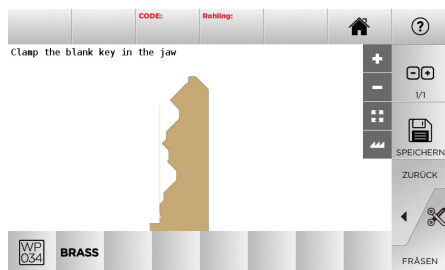 CODE:
Rohling:
?
Clamp the blank key in the jaw
1/1
SPEICHERN
ZURÜCK
FRÄSEN
WP
034
BRASS